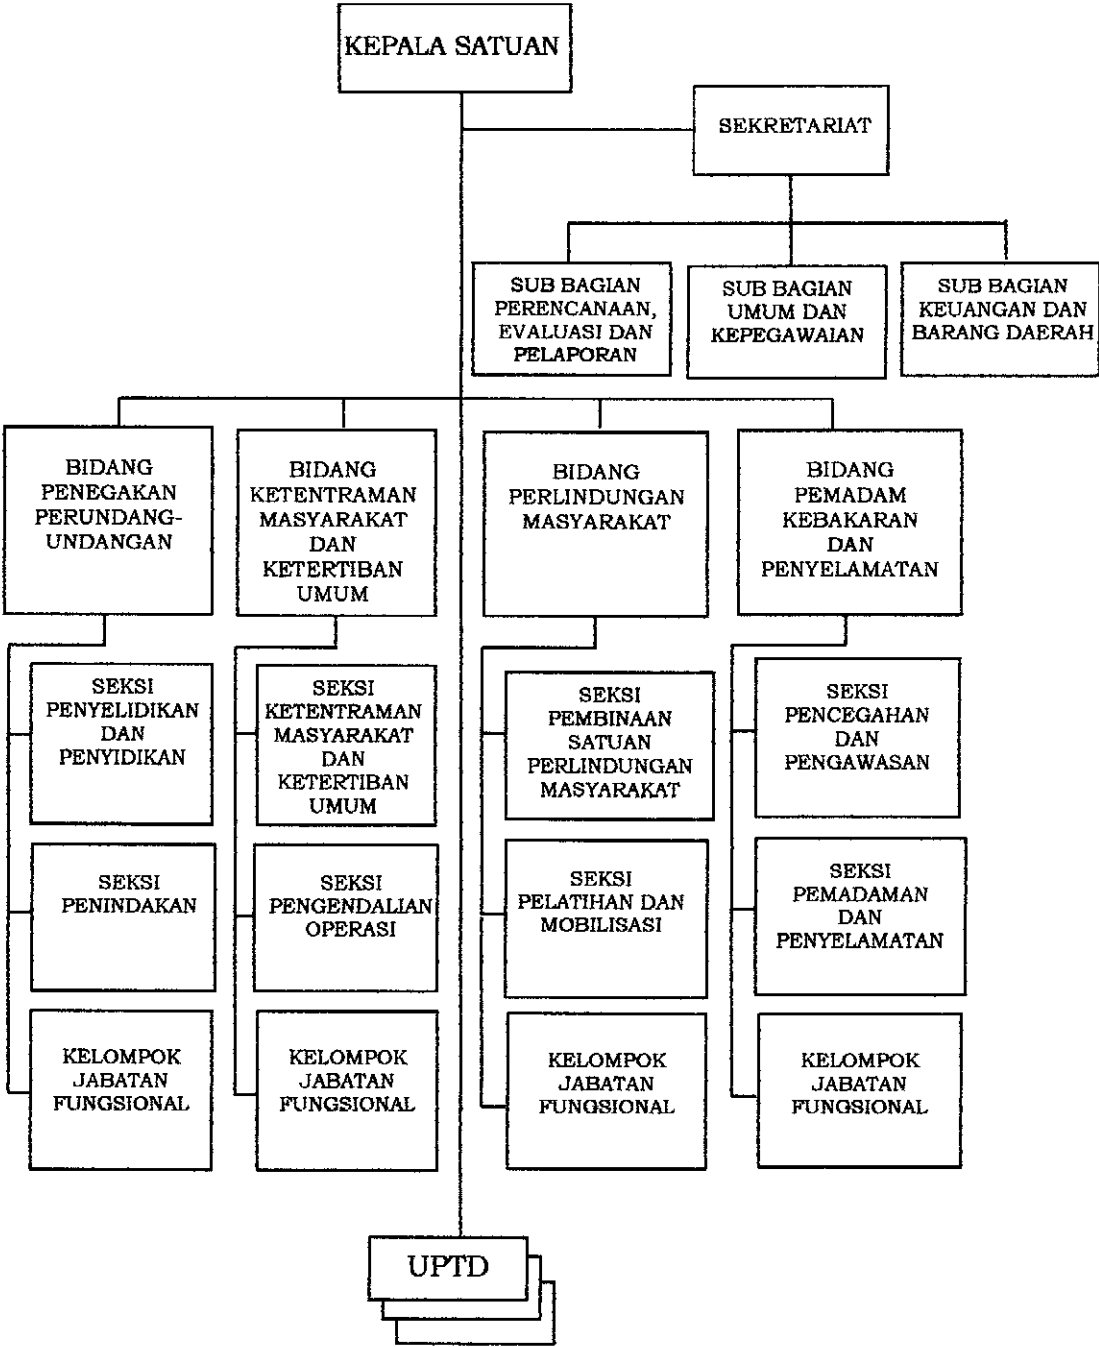 KEPALA SATUAN
SEKRETARIAT
SUB BAGIAN
PERENCANAAN,
EVALUASI DAN
PELAPORAN
SUB BAGIAN
UMUM DAN
KEPEGAWAIAN
SUB BAGIAN
KEUANGAN DAN
BARANG DAERAH
BIDANG
PENEGAKAN
PERUNDANG-
UNDANGAN
BIDANG
KETENTRAMAN
MASYARAKAT
DAN
KETERTIBAN
UMUM
BIDANG
PERLINDUNGAN
MASYARAKAT
BIDANG
PEMADAM
KEBAKARAN
DAN
PENYELAMATAN
SEKSI
PENYELIDIKAN
DAN
PENYIDIKAN
SEKSI
KETENTRAMAN
MASYARAKAT
DAN
KETERTIBAN
UMUM
SEKSI
PEMBINAAN
SATUAN
PERLINDUNGAN
MASYARAKAT
SEKSI
PENCEGAHAN
DAN
PENGAWASAN
SEKSI
PENINDAKAN
SEKSI
PENGENDALIAN
OPERASI
SEKSI
PELATIHAN DAN
MOBILISASI
SEKSI
PEMADAMAN
DAN
PENYELAMATAN
KELOMPOK
JABATAN
FUNGSIONAL
KELOMPOK
JABATAN
FUNGSIONAL
KELOMPOK
JABATAN
FUNGSIONAL
KELOMPOK
JABATAN
FUNGSIONAL
UPTD